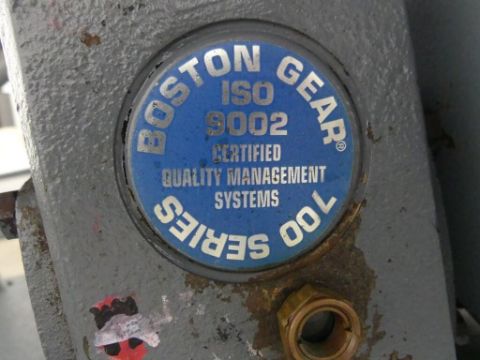 BOSTON GEAR®
ISO
9002
CERTIFIED
QUALITY MANAGEMENT
SYSTEMS
700 SERIES